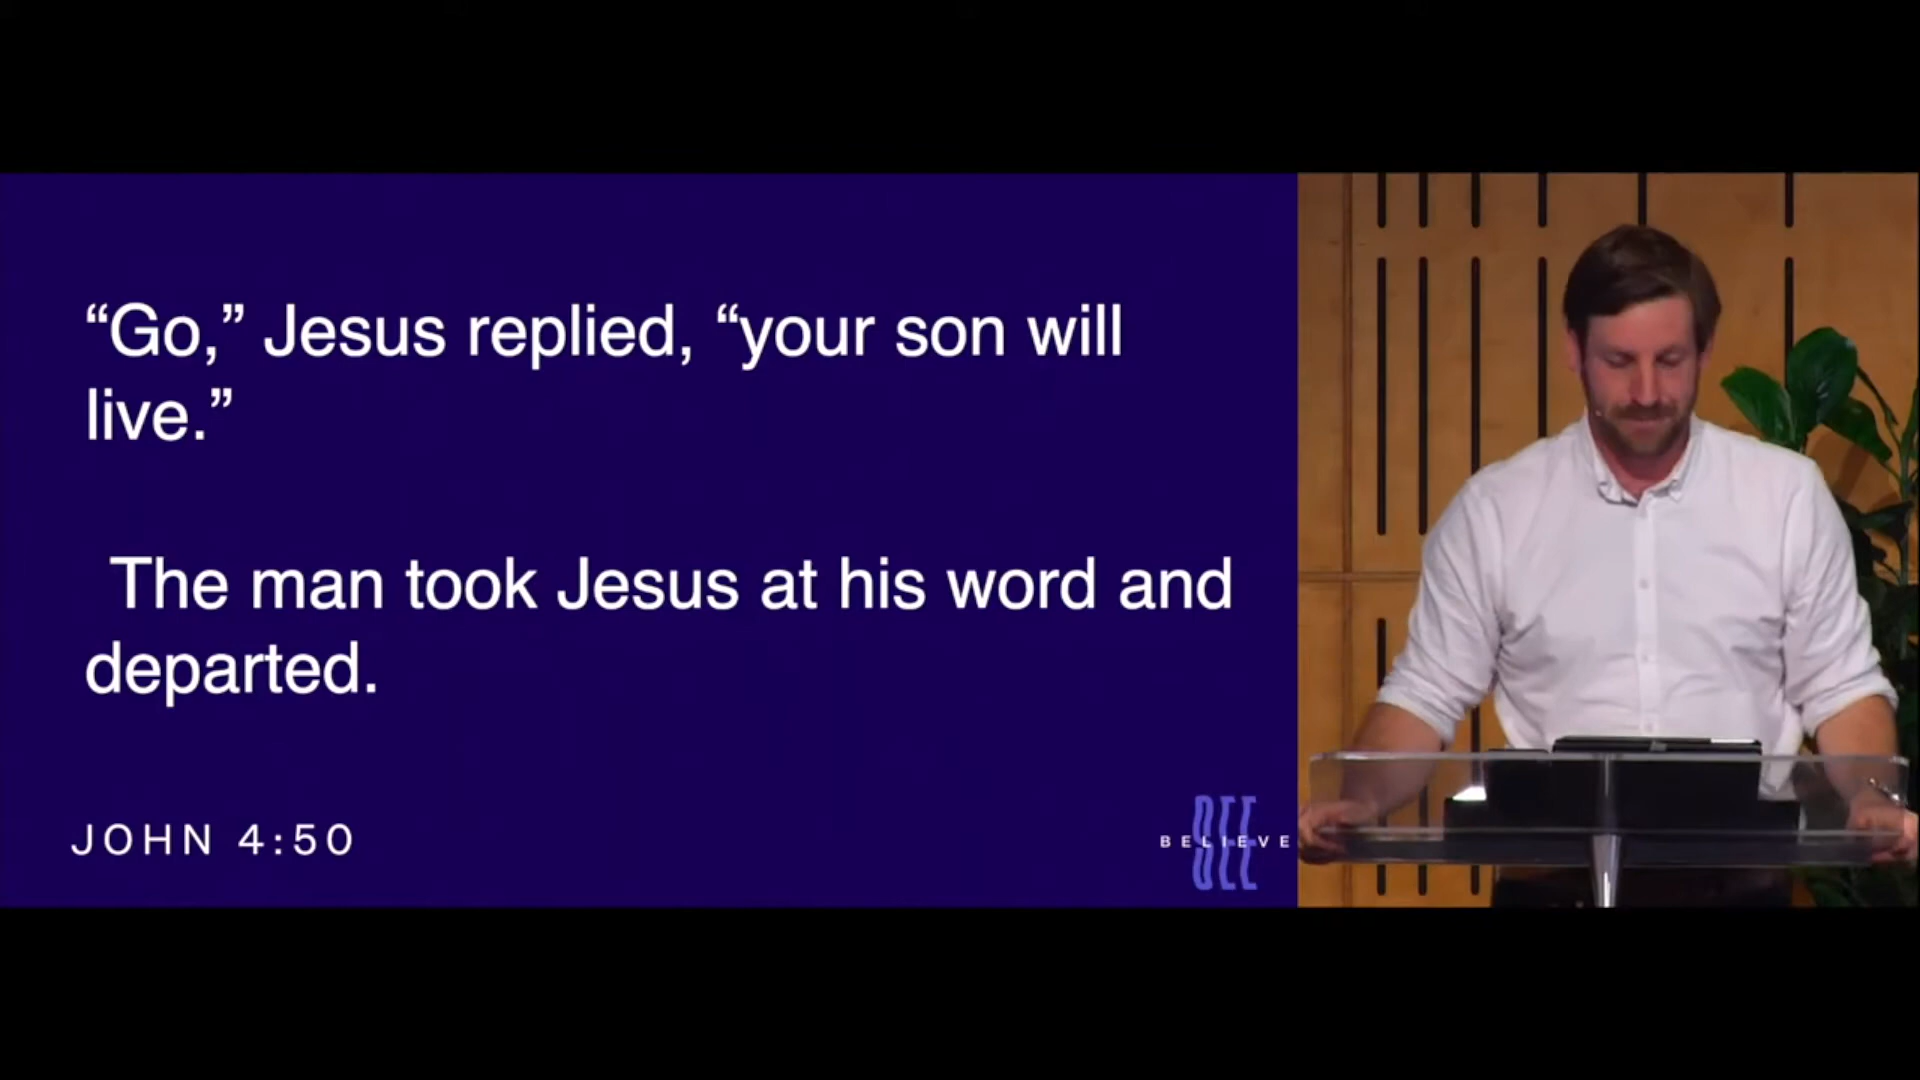 “Go,” Jesus replied, “your son will
live.”
The man took Jesus at his word and
departed.
JOHN 4:50
SEE
BELIEVE